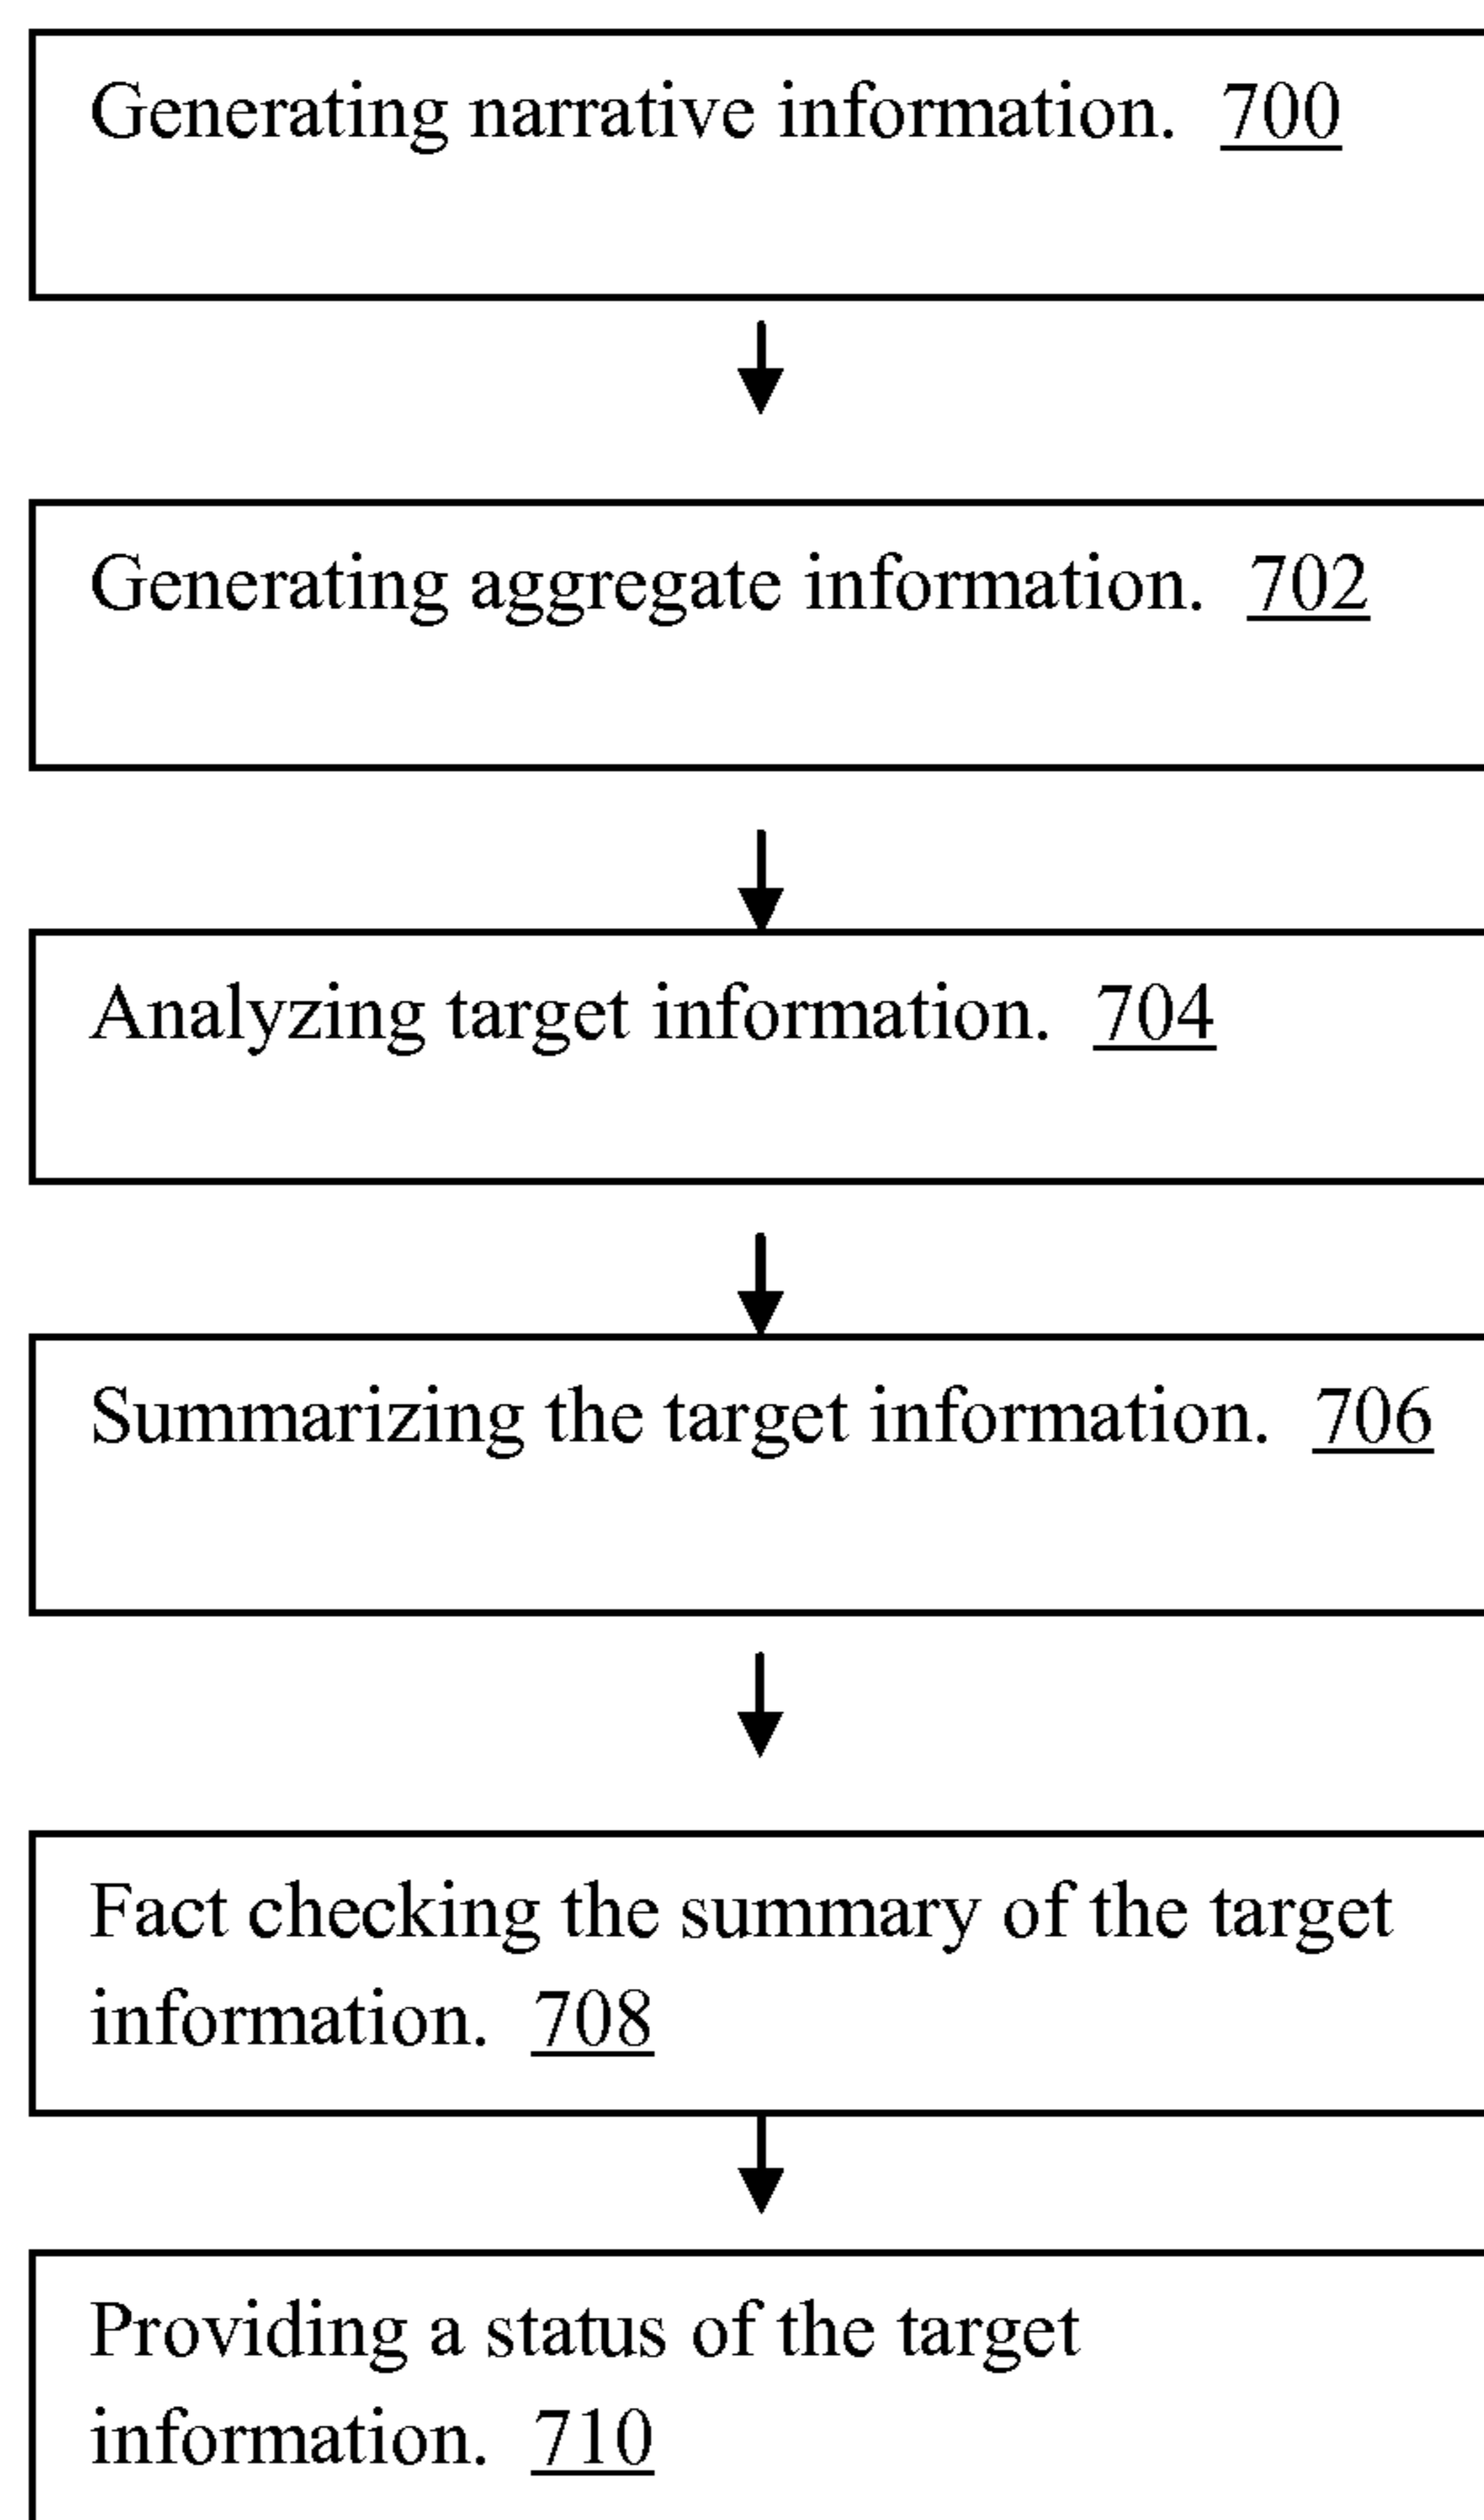 Generating narrative information. 700
Generating aggregate information. 702
Analyzing target information. 704
Summarizing the target information. 706
Fact checking the summary of the target
information. 708
Providing a status of the target
information. 710